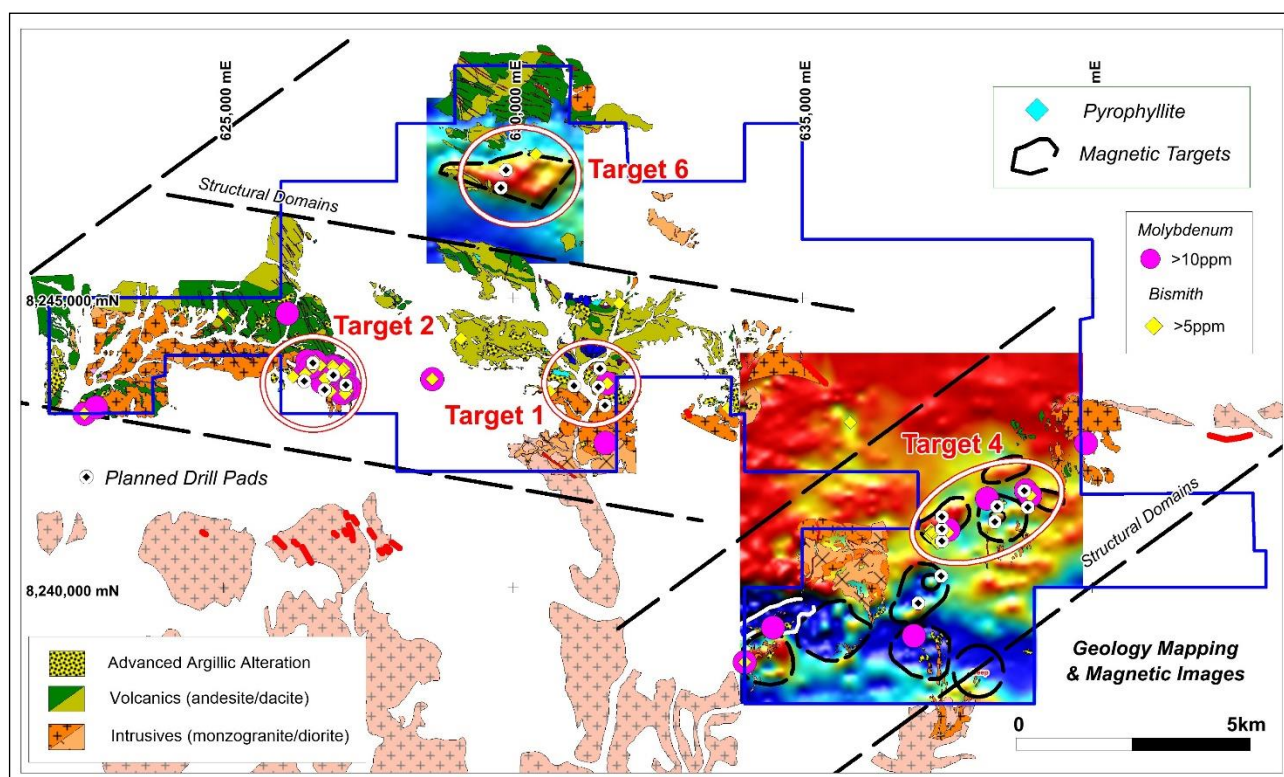 625,000 mE
630,000 mE
635,000 mE
mE
Pyrophyllite
Magnetic Targets
Target 6
Structural Domains
Molybdenum
>10ppm
Bismith
>5ppm
8,245,000 mN
Target 2
Target 1
Target 4
Planned Drill Pads
Structural Domains
8,240,000 mN
Advanced Argillic Alteration
Volcanics (andesite/dacite)
Intrusives (monzogranite/diorite)
Geology Mapping
& Magnetic Images
0 5km